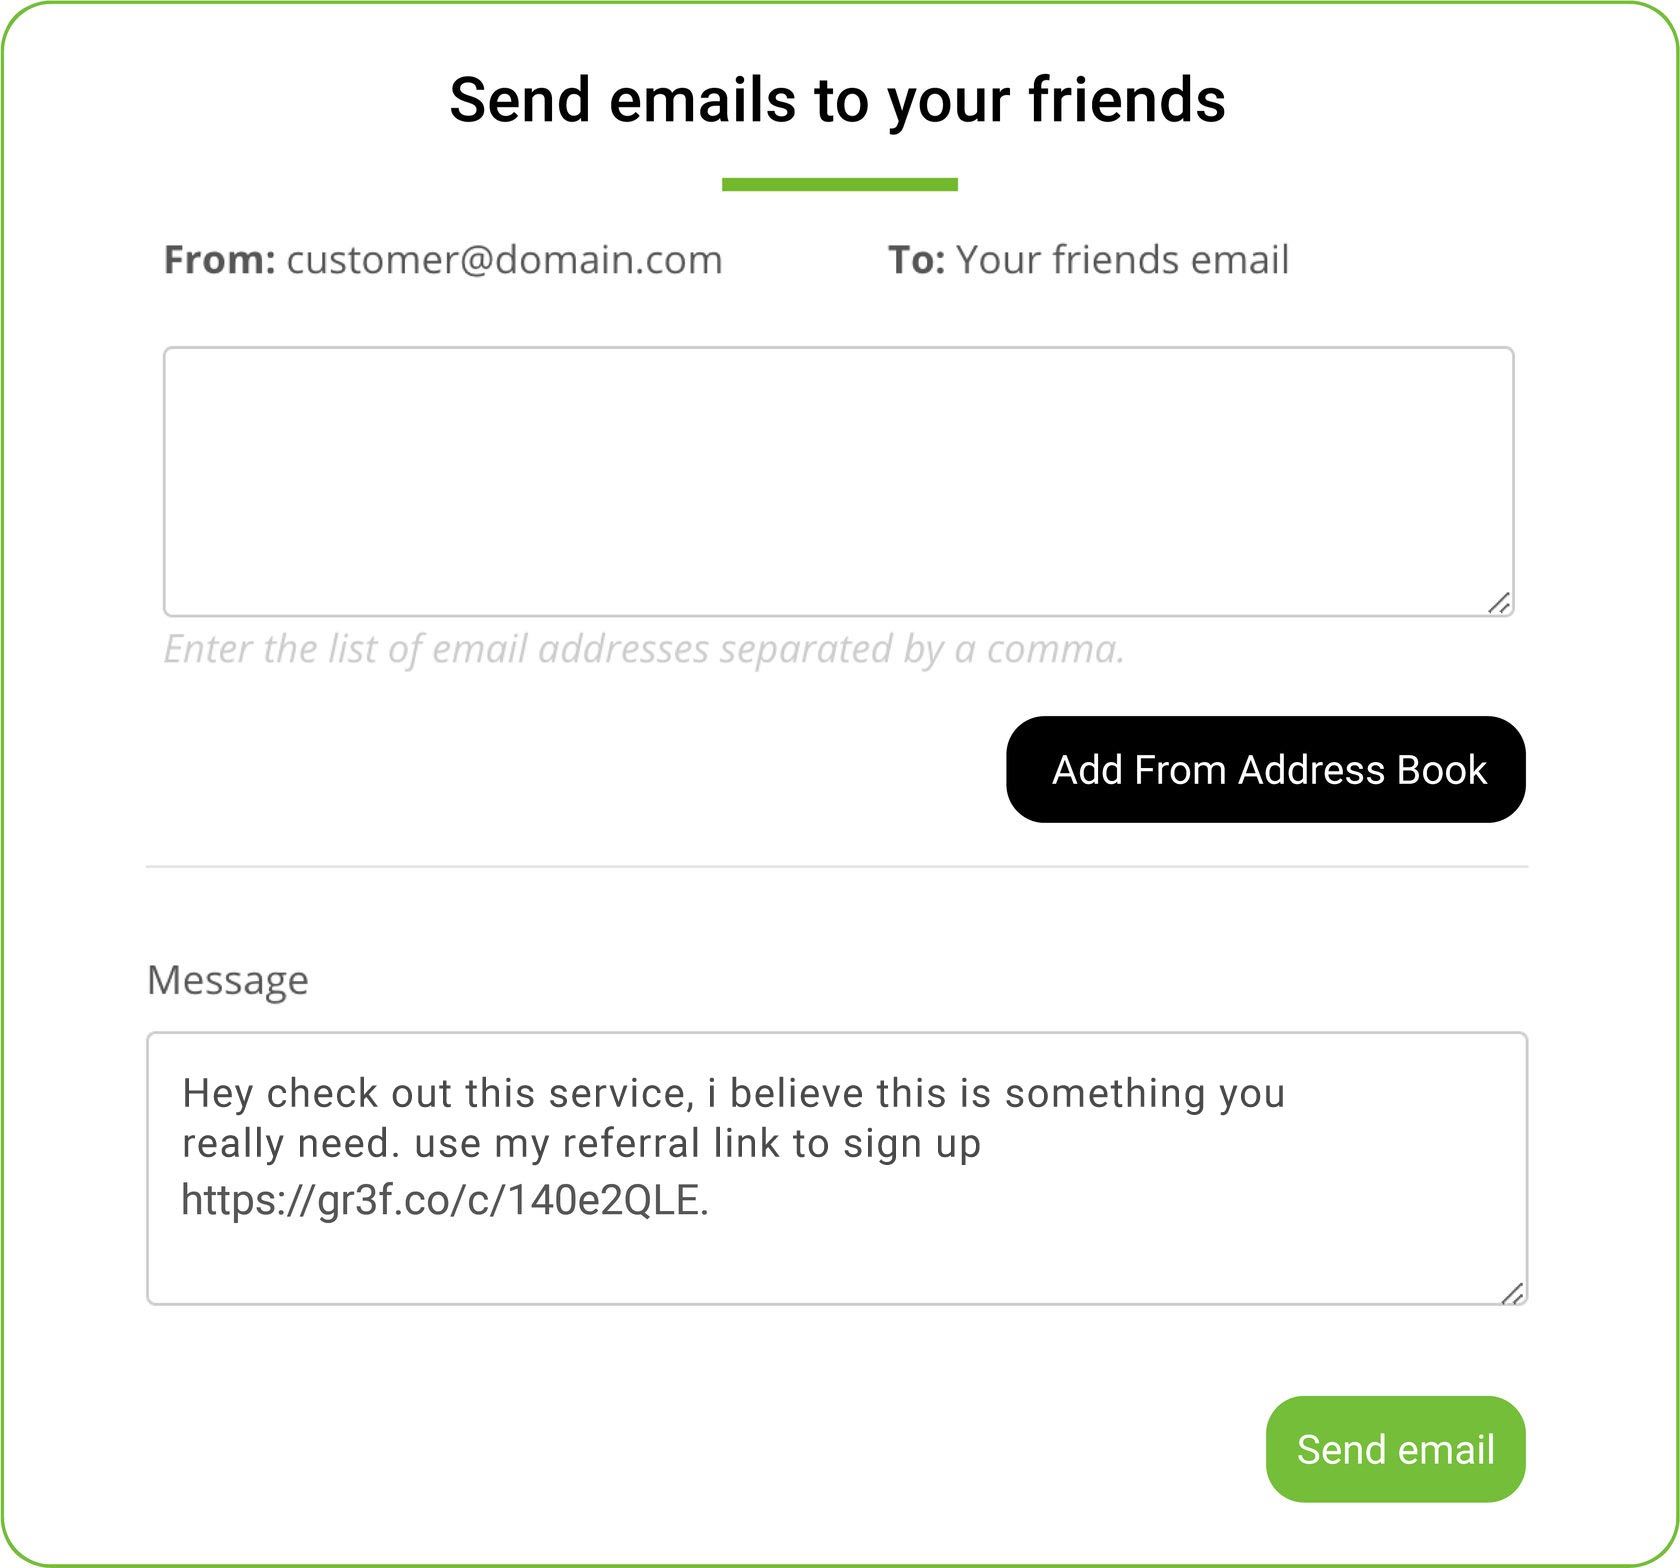 Send emails to your friends
From: customer@domain.com To: Your friends email
Enter the list of email addresses separated by a comma.
Add From Address Book
Message
Hey check out this service, i believe this is something you
really need. use my referral link to sign up
https://gr3f.co/c/140e2QLE.
Send email